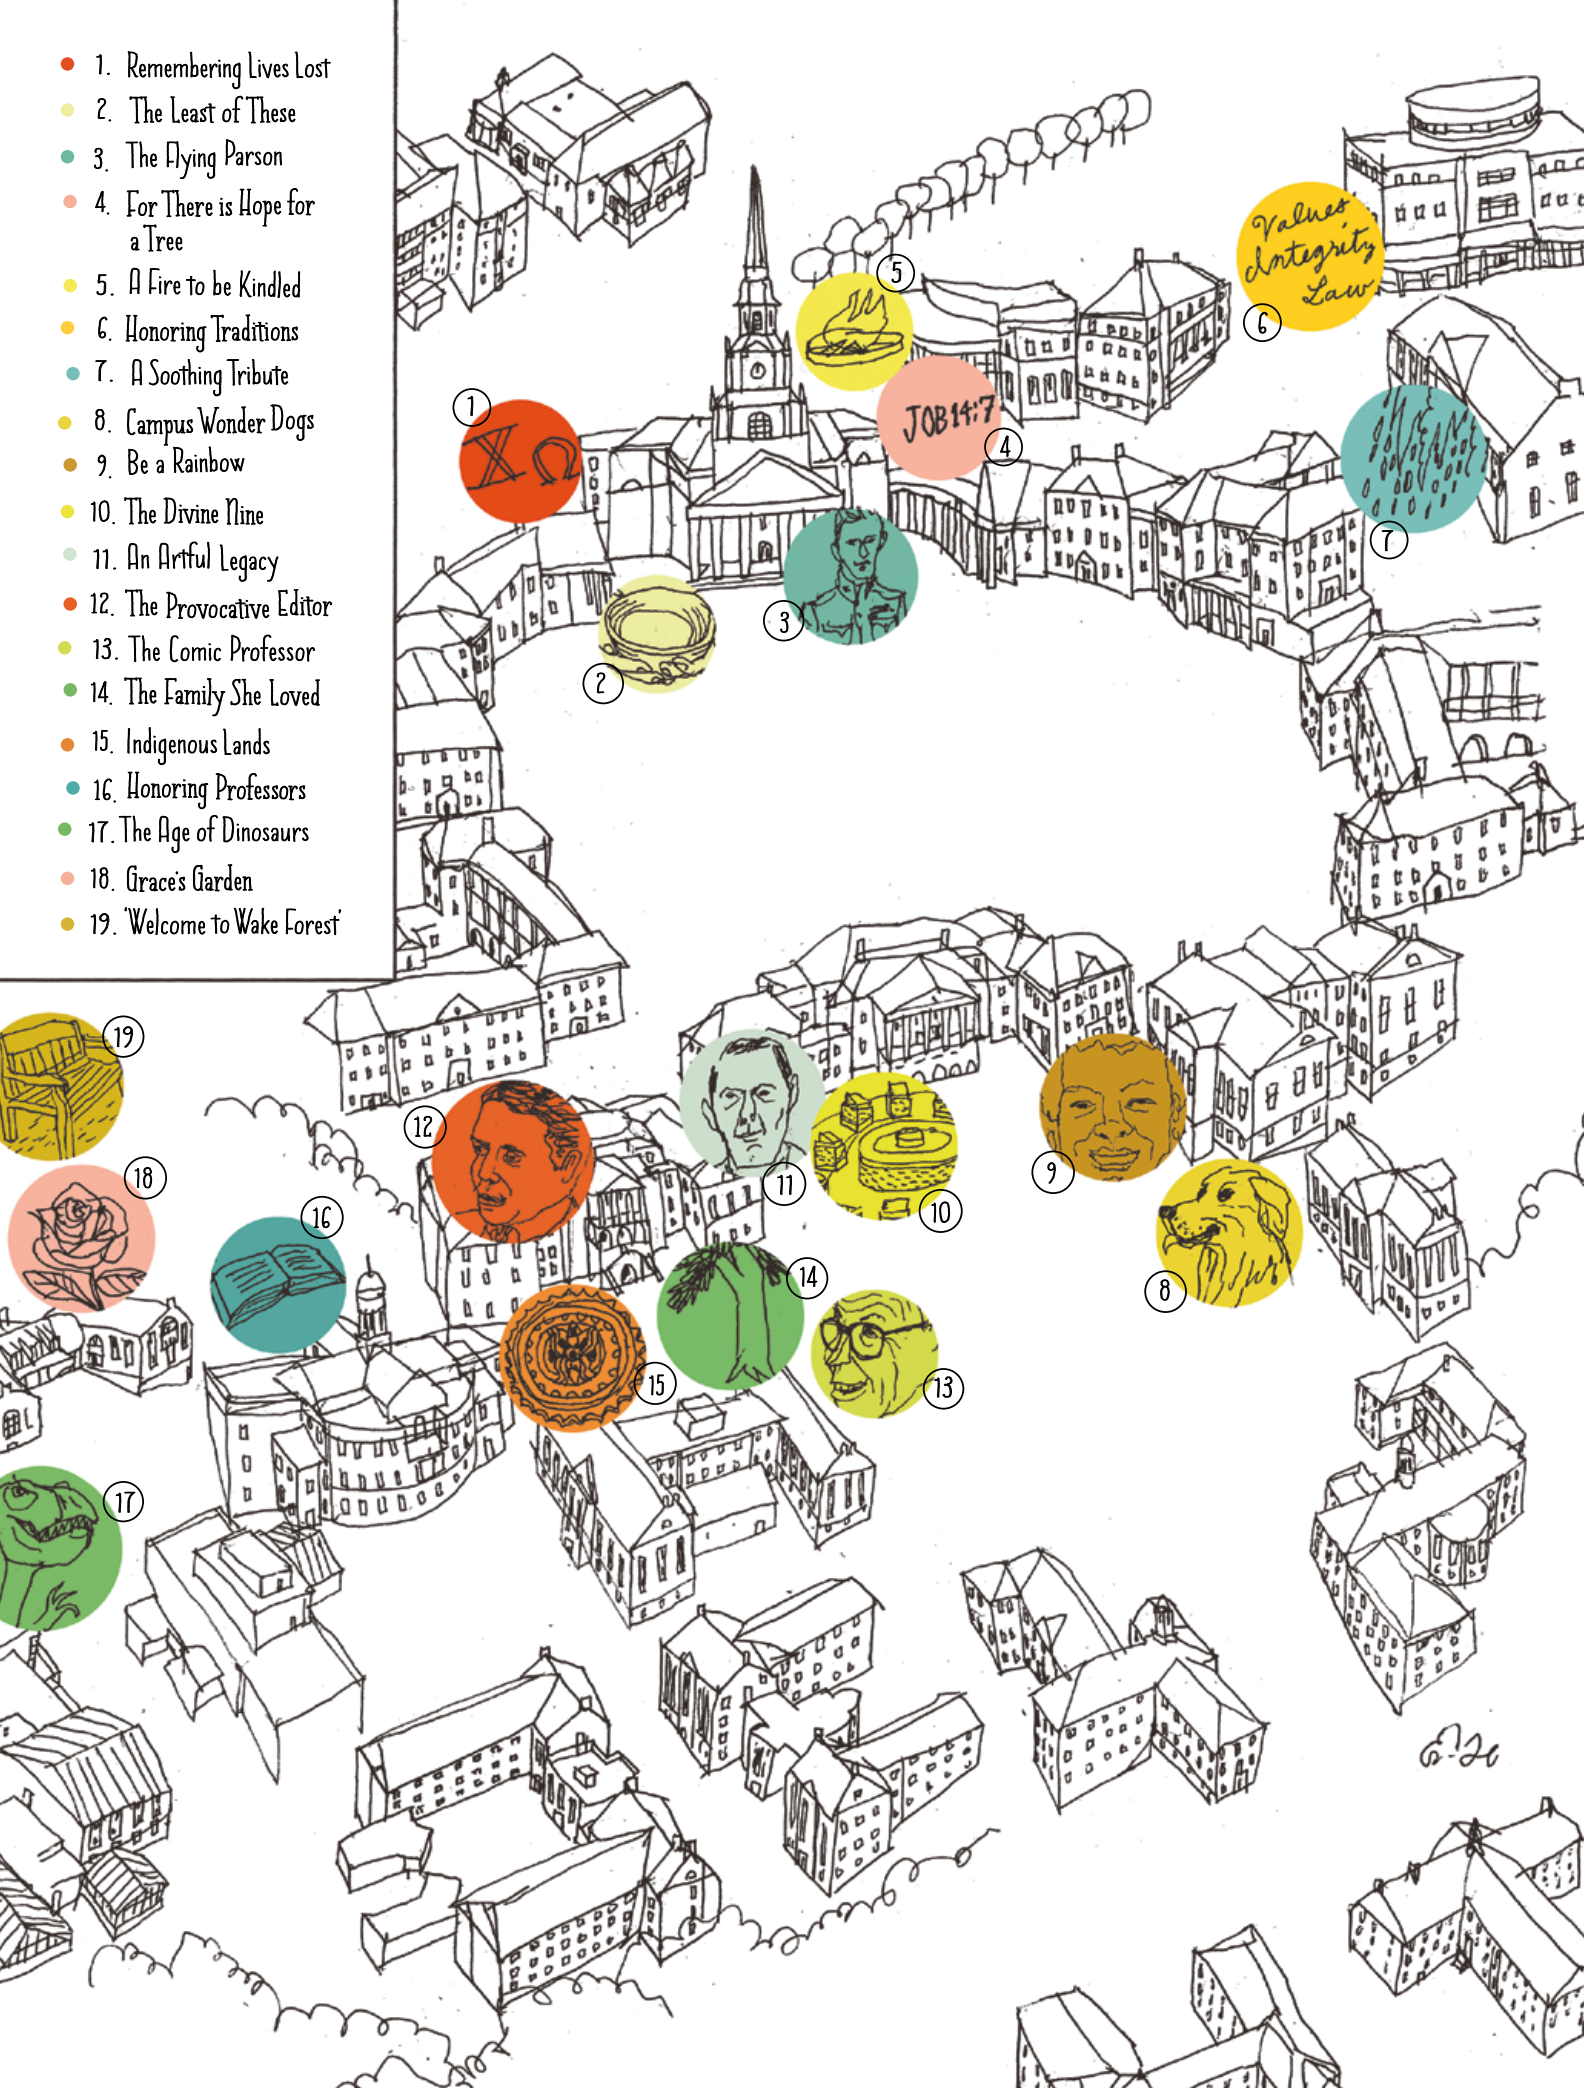 1. Remembering Lives Lost
2. The Least of These
3. The Flying Parson
4. For There is Hope for
a Tree
5. A Fire to be Kindled
6. Honoring Traditions
7. A Soothing Tribute
8. Campus Wonder Dogs
9. Be a Rainbow
10. The Divine Nine
11. An Artful Legacy
12. The Provocative Editor
13. The Comic Professor
14. The Family She Loved
15. Indigenous Lands
16. Honoring Professors
17. The Age of Dinosaurs
18. Grace's Garden
19. 'Welcome to Wake Forest'
Values
Integrity
Law
6
5
JOB 14:7
4
1
ΧΩ
7
3
2
19
12
11
10
9
18
16
14
8
15
13
17